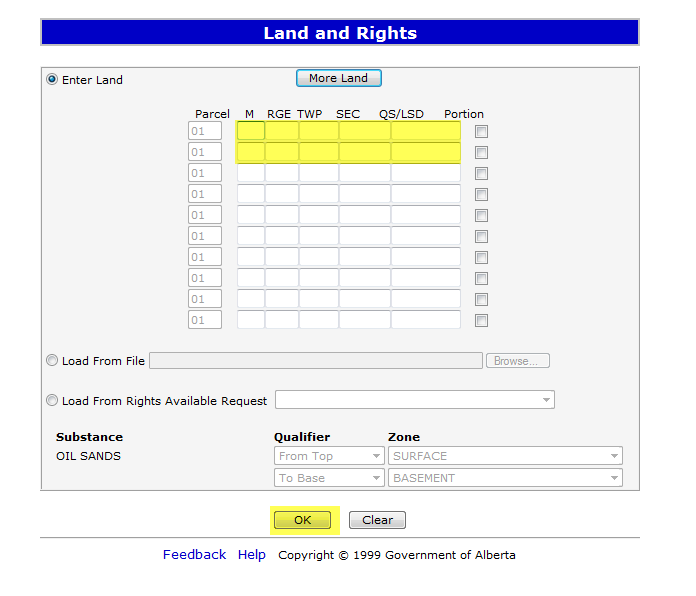 Land and Rights
Enter Land
More Land
Parcel M RGE TWP SEC QS/LSD Portion
01
01
01
01
01
01
01
01
01
01
Load From File Browse...
Load From Rights Available Request
Substance Qualifier Zone
OIL SANDS From Top SURFACE
To Base BASEMENT
OK Clear
Feedback Help Copyright © 1999 Government of Alberta